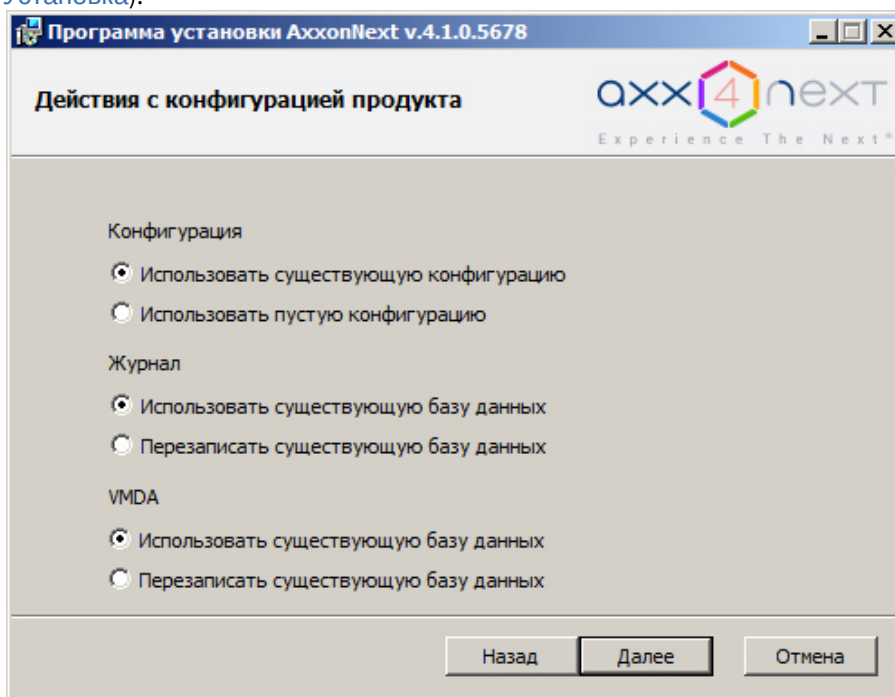 Установка).
Программа установки AxxonNext v.4.1.0.5678
Действия с конфигурацией продукта
axx4next
Experience The Next®
Конфигурация
Использовать существующую конфигурацию
Использовать пустую конфигурацию
Журнал
Использовать существующую базу данных
Перезаписать существующую базу данных
VMDA
Использовать существующую базу данных
Перезаписать существующую базу данных
Назад Далее Отмена